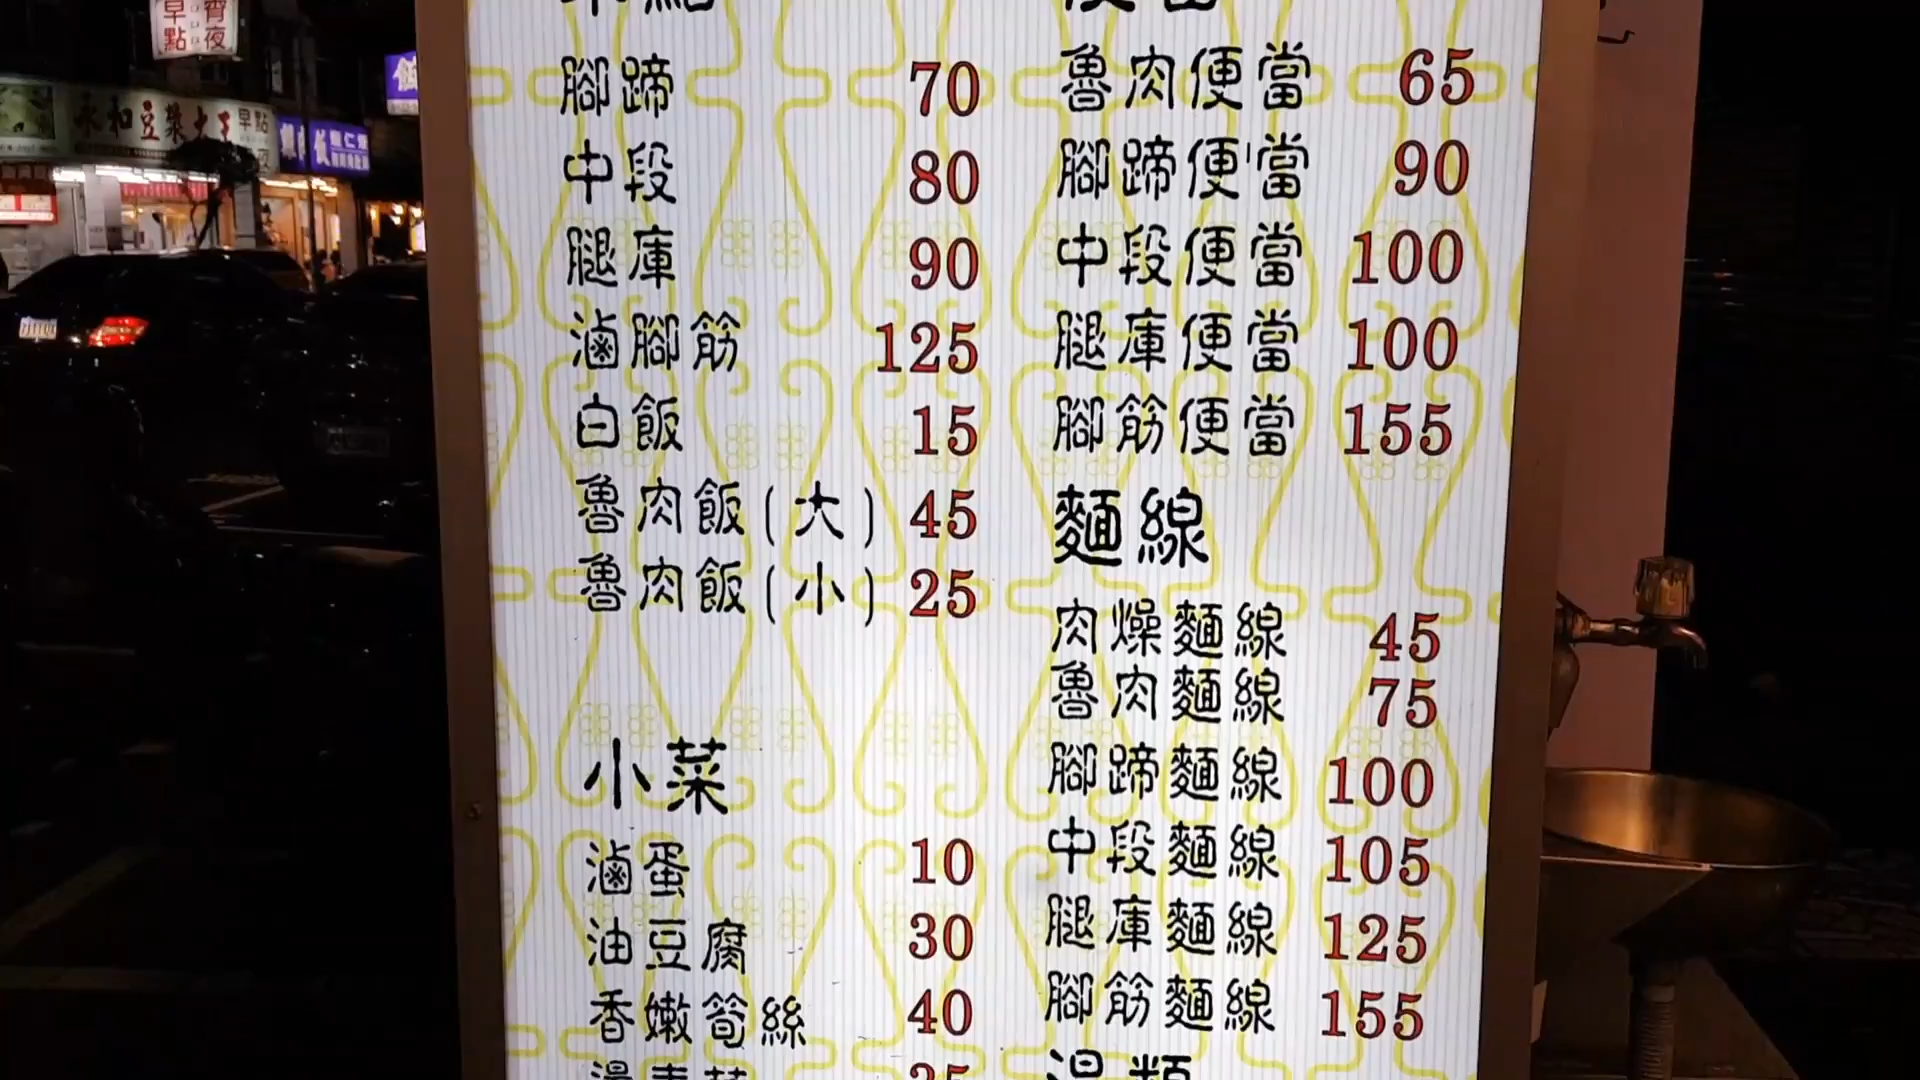 早點
宵夜
永和豆漿大王
早點
腳蹄 70
中段 80
腿庫 90
滷腳筋 125
白飯 15
魯肉飯(大) 45
魯肉飯(小) 25
小菜
滷蛋 10
油豆腐 30
香嫩筍絲 40
魯肉便當 65
腳蹄便當 90
中段便當 100
腿庫便當 100
腳筋便當 155
麵線
肉燥麵線 45
魯肉麵線 75
腳蹄麵線 100
中段麵線 105
腿庫麵線 125
腳筋麵線 155
湯類